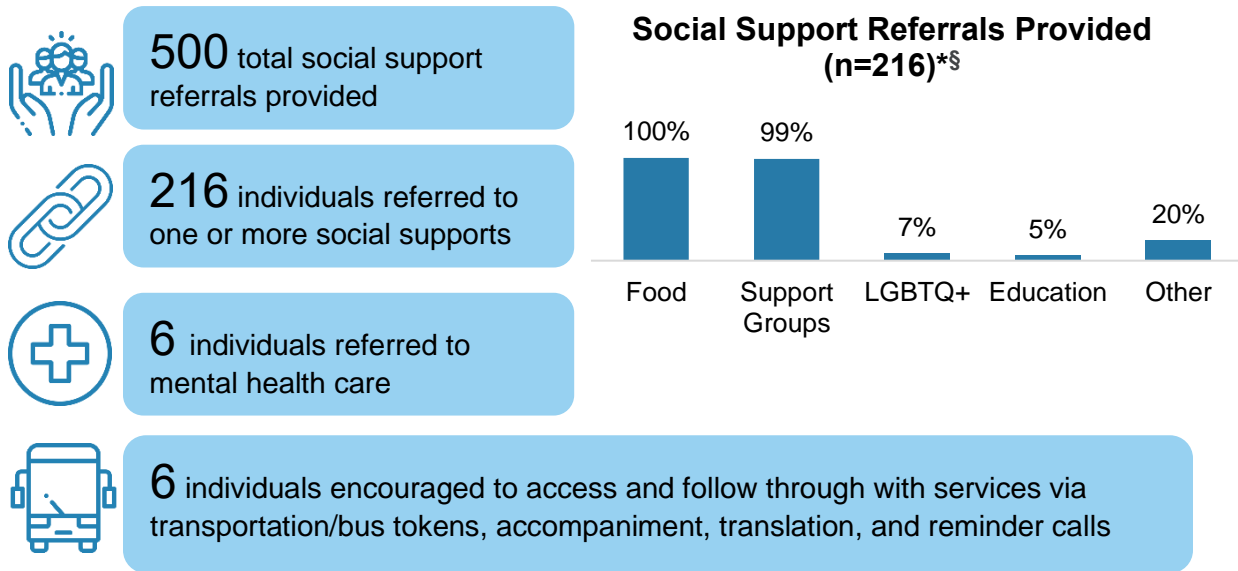 500 total social support
referrals provided
216 individuals referred to
one or more social supports
6 individuals referred to
mental health care
6 individuals encouraged to access and follow through with services via
transportation/bus tokens, accompaniment, translation, and reminder calls
Social Support Referrals Provided
(n=216)*§
100%
99%
7%
5%
20%
Food
Support
Groups
LGBTQ+
Education
Other